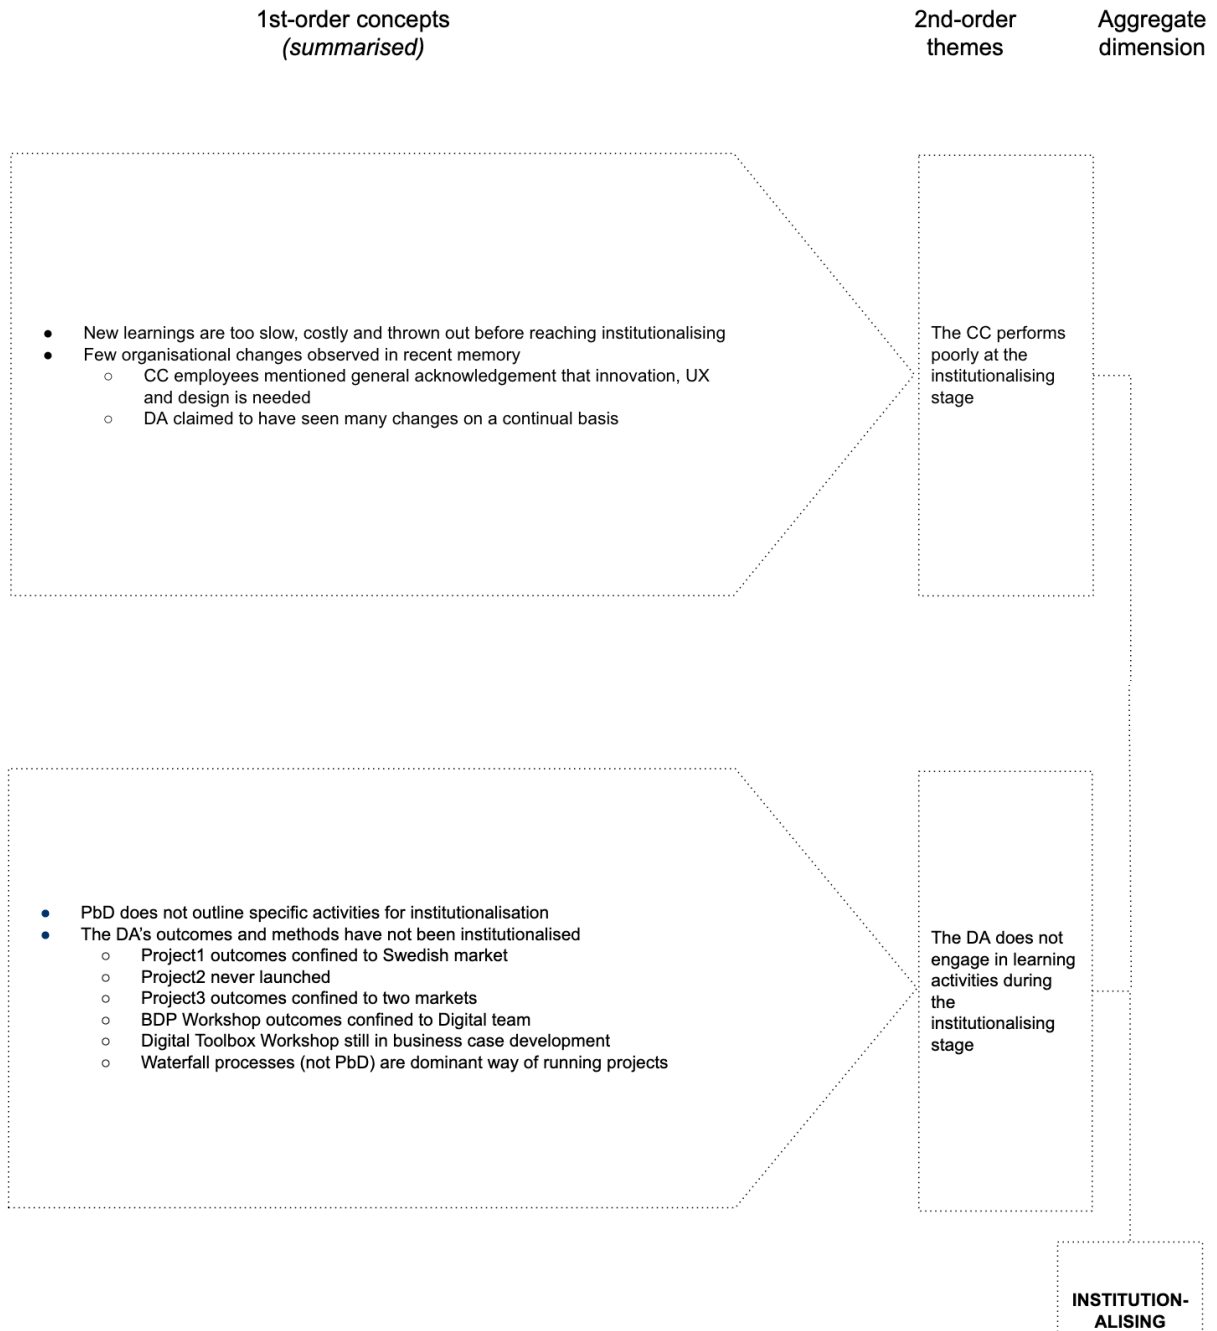 1st-order concepts
(summarised)
2nd-order
themes
Aggregate
dimension
● New learnings are too slow, costly and thrown out before reaching institutionalising
● Few organisational changes observed in recent memory
○ CC employees mentioned general acknowledgement that innovation, UX
and design is needed
○ DA claimed to have seen many changes on a continual basis
The CC performs
poorly at the
institutionalising
stage
● PbD does not outline specific activities for institutionalisation
● The DA's outcomes and methods have not been institutionalised
○ Project1 outcomes confined to Swedish market
○ Project2 never launched
○ Project3 outcomes confined to two markets
○ BDP Workshop outcomes confined to Digital team
○ Digital Toolbox Workshop still in business case development
○ Waterfall processes (not PbD) are dominant way of running projects
The DA does not
engage in learning
activities during
the
institutionalising
stage
INSTITUTION-
ALISING